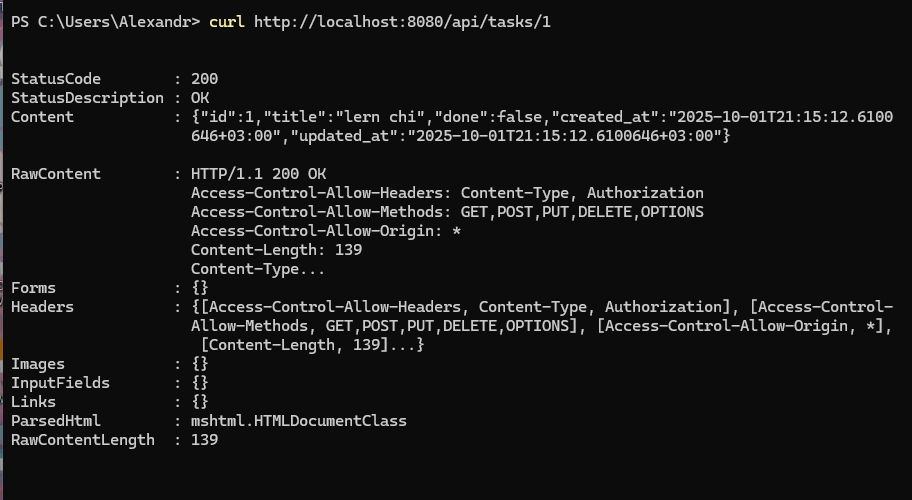 PS C:\Users\Alexandr> curl http://localhost:8080/api/tasks/1
StatusCode        : 200
StatusDescription : OK
Content           : {"id":1,"title":"lern chi","done":false,"created_at":"2025-10-01T21:15:12.6100
                    646+03:00","updated_at":"2025-10-01T21:15:12.6100646+03:00"}
RawContent        : HTTP/1.1 200 OK
                    Access-Control-Allow-Headers: Content-Type, Authorization
                    Access-Control-Allow-Methods: GET,POST,PUT,DELETE,OPTIONS
                    Access-Control-Allow-Origin: *
                    Content-Length: 139
                    Content-Type...
Forms             : {}
Headers           : {[Access-Control-Allow-Headers, Content-Type, Authorization], [Access-Control-
                    Allow-Methods, GET,POST,PUT,DELETE,OPTIONS], [Access-Control-Allow-Origin, *],
                     [Content-Length, 139]...}
Images            : {}
InputFields       : {}
Links             : {}
ParsedHtml        : mshtml.HTMLDocumentClass
RawContentLength  : 139